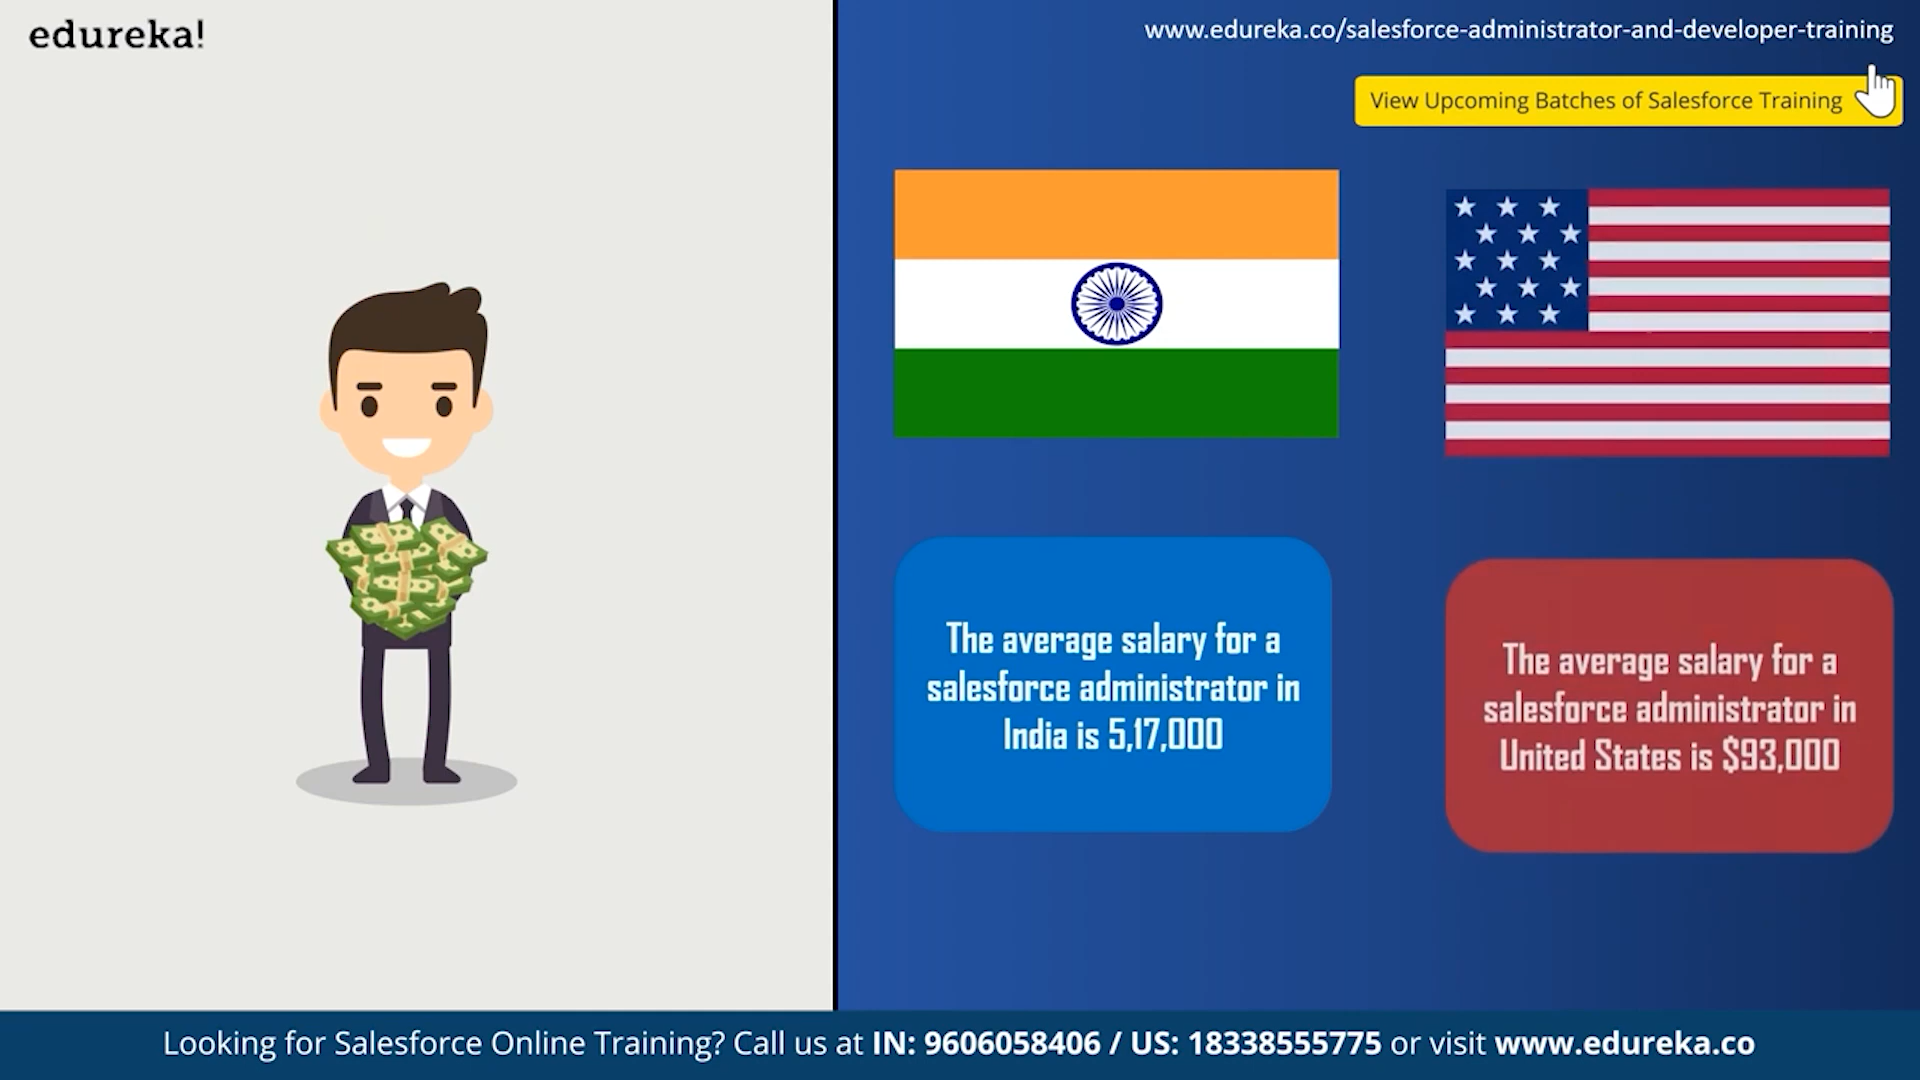 edureka!
www.edureka.co/salesforce-administrator-and-developer-training
View Upcoming Batches of Salesforce Training
The average salary for a
salesforce administrator in
India is 5,17,000
The average salary for a
salesforce administrator in
United States is $93,000
Looking for Salesforce Online Training? Call us at IN: 9606058406 / US: 18338555775 or visit www.edureka.co